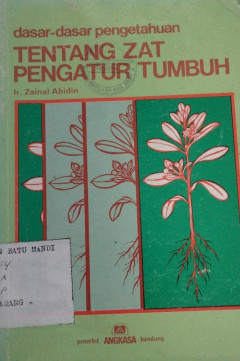 dasar-dasar pengetahuan
TENTANG ZAT
PENGATUR TUMBUH
Ir. Zainal Abidin
BATU MANDI
penerbit ANGKASA bandung